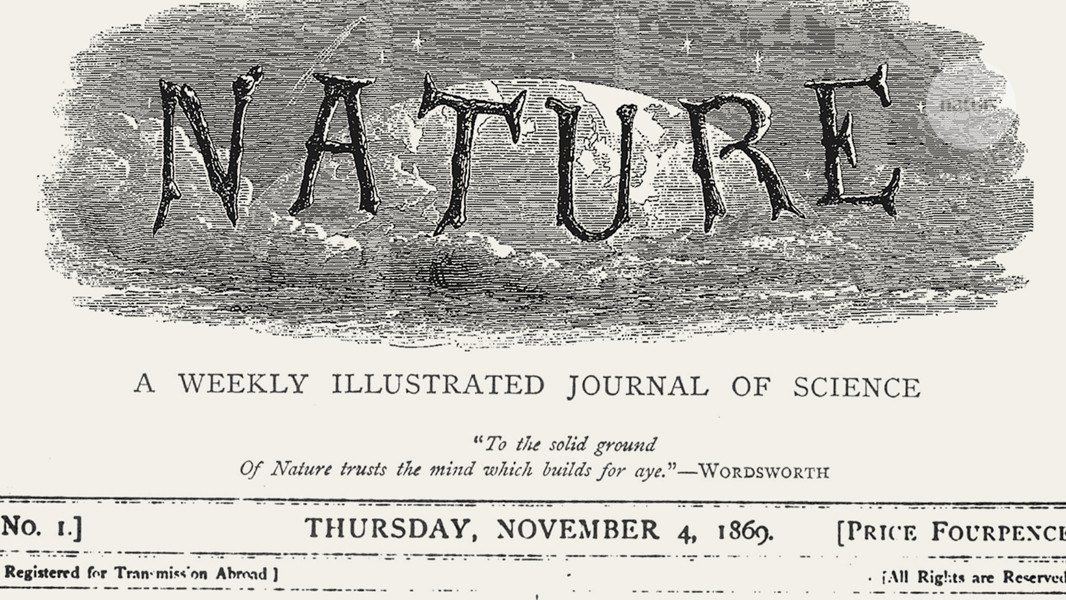 NATURE
nature
A WEEKLY ILLUSTRATED JOURNAL OF SCIENCE
"To the solid ground
Of Nature trusts the mind which builds for aye."—WORDSWORTH
No. 1.] THURSDAY, NOVEMBER 4, 1869. [PRICE FOURPENCE
Registered for Transmission Abroad] [All Rights are Reserved